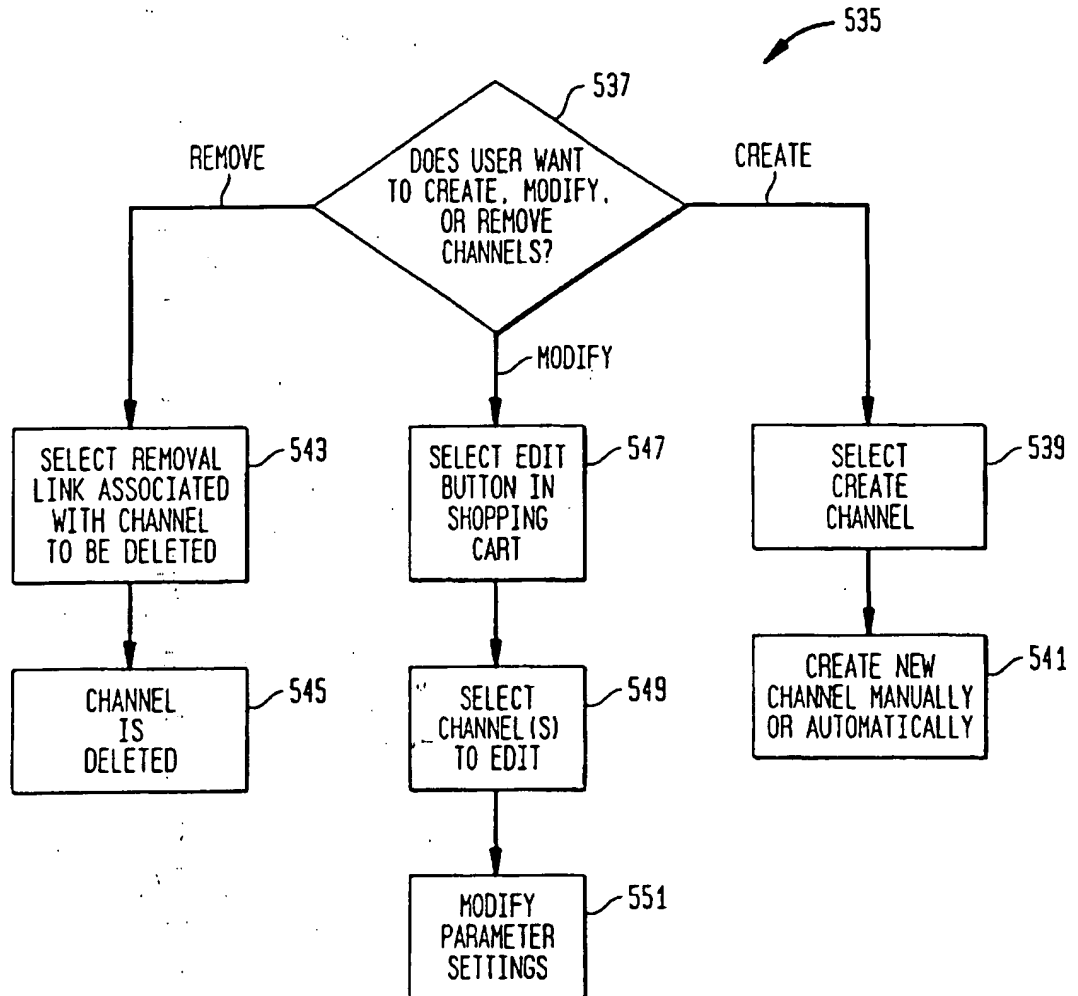 535
537
DOES USER WANT
TO CREATE, MODIFY,
OR REMOVE
CHANNELS?
REMOVE
CREATE
MODIFY
SELECT REMOVAL
LINK ASSOCIATED
WITH CHANNEL
TO BE DELETED
543
SELECT EDIT
BUTTON IN
SHOPPING
CART
547
SELECT
CREATE
CHANNEL
539
CHANNEL
IS
DELETED
545
SELECT
CHANNEL(S)
TO EDIT
549
CREATE NEW
CHANNEL MANUALLY
OR AUTOMATICALLY
541
MODIFY
PARAMETER
SETTINGS
551